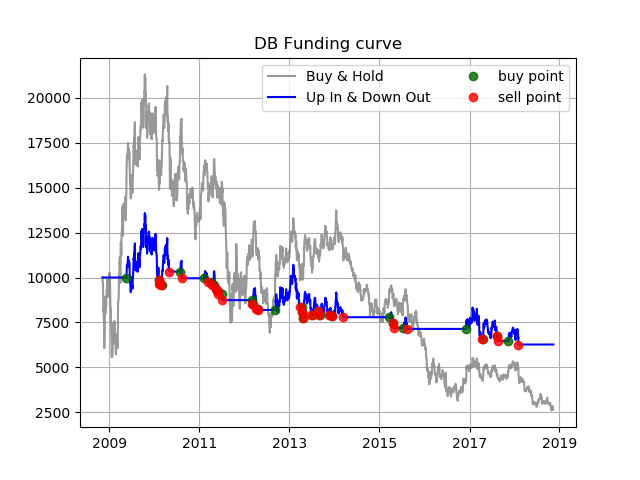 DB Funding curve
Buy & Hold
Up In & Down Out
buy point
sell point
20000
17500
15000
12500
10000
7500
5000
2500
2009 2011 2013 2015 2017 2019